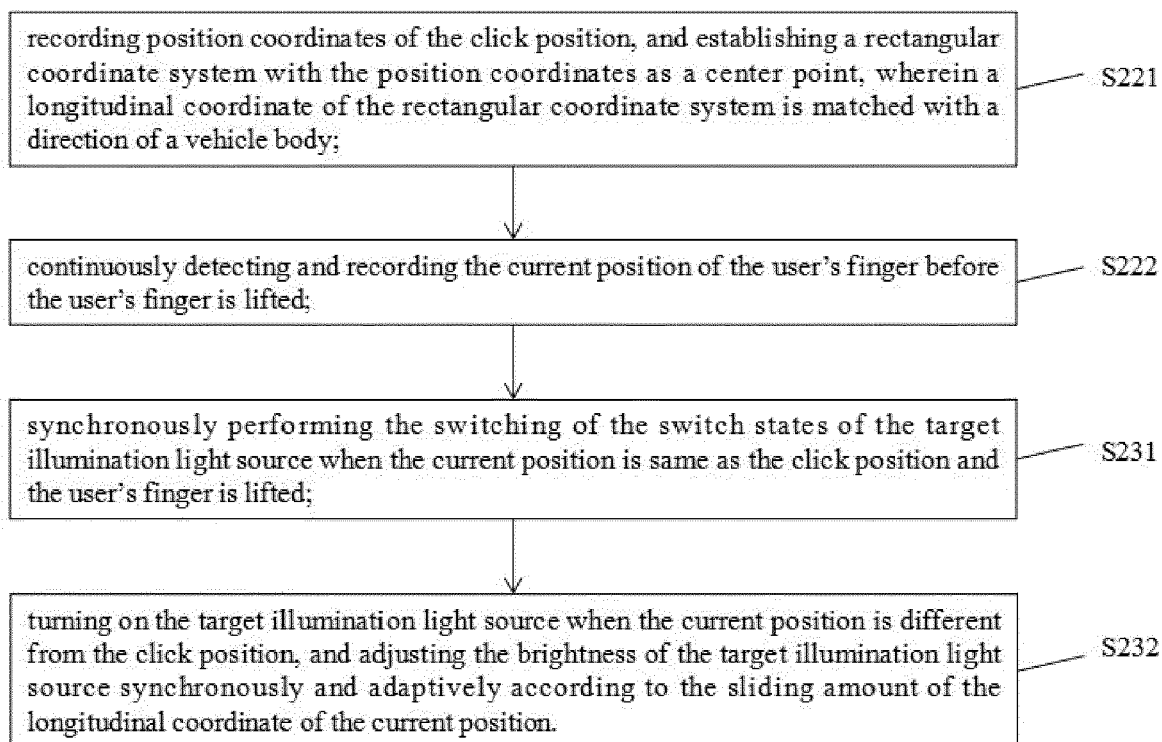 recording position coordinates of the click position, and establishing a rectangular
coordinate system with the position coordinates as a center point, wherein a
longitudinal coordinate of the rectangular coordinate system is matched with a
direction of a vehicle body;
S221
continuously detecting and recording the current position of the user's finger before
the user's finger is lifted;
S222
synchronously performing the switching of the switch states of the target
illumination light source when the current position is same as the click position and
the user's finger is lifted;
S231
turning on the target illumination light source when the current position is different
from the click position, and adjusting the brightness of the target illumination light
source synchronously and adaptively according to the sliding amount of the
longitudinal coordinate of the current position.
S232